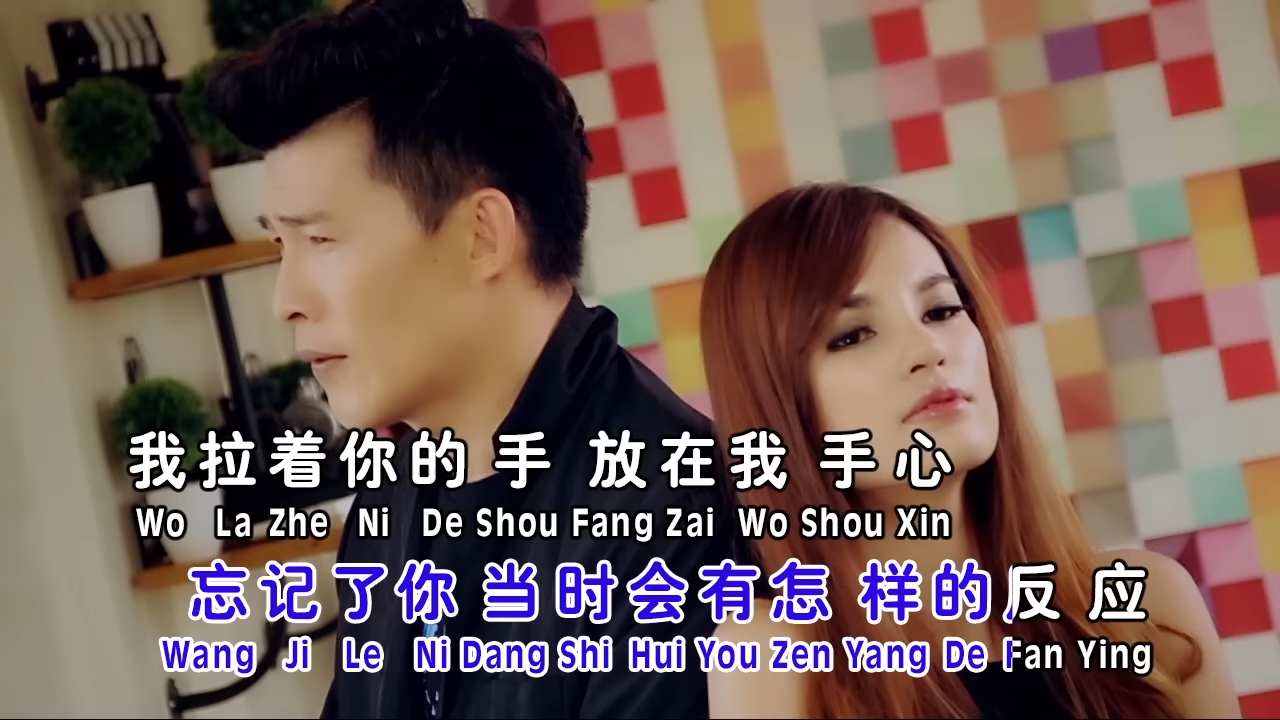 我拉着你的 手 放在我 手心
Wo La Zhe Ni De Shou Fang Zai Wo Shou Xin
忘记了你 当时会有怎 样的反 应
Wang Ji Le Ni Dang Shi Hui You Zen Yang De Fan Ying